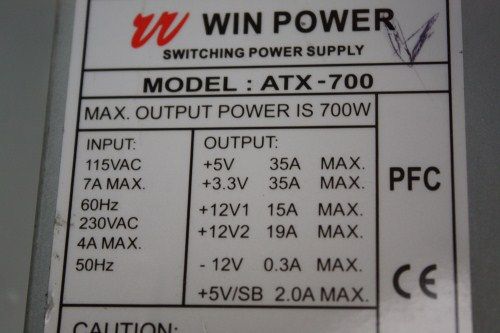 WIN POWER
SWITCHING POWER SUPPLY
MODEL : ATX-700
MAX. OUTPUT POWER IS 700W
INPUT:
115VAC
7A MAX.
60Hz
230VAC
4A MAX.
50Hz
OUTPUT:
+5V 35A MAX.
+3.3V 35A MAX.
+12V1 15A MAX.
+12V2 19A MAX.
- 12V 0.3A MAX.
+5V/SB 2.0A MAX.
PFC
CE
CAUTION: